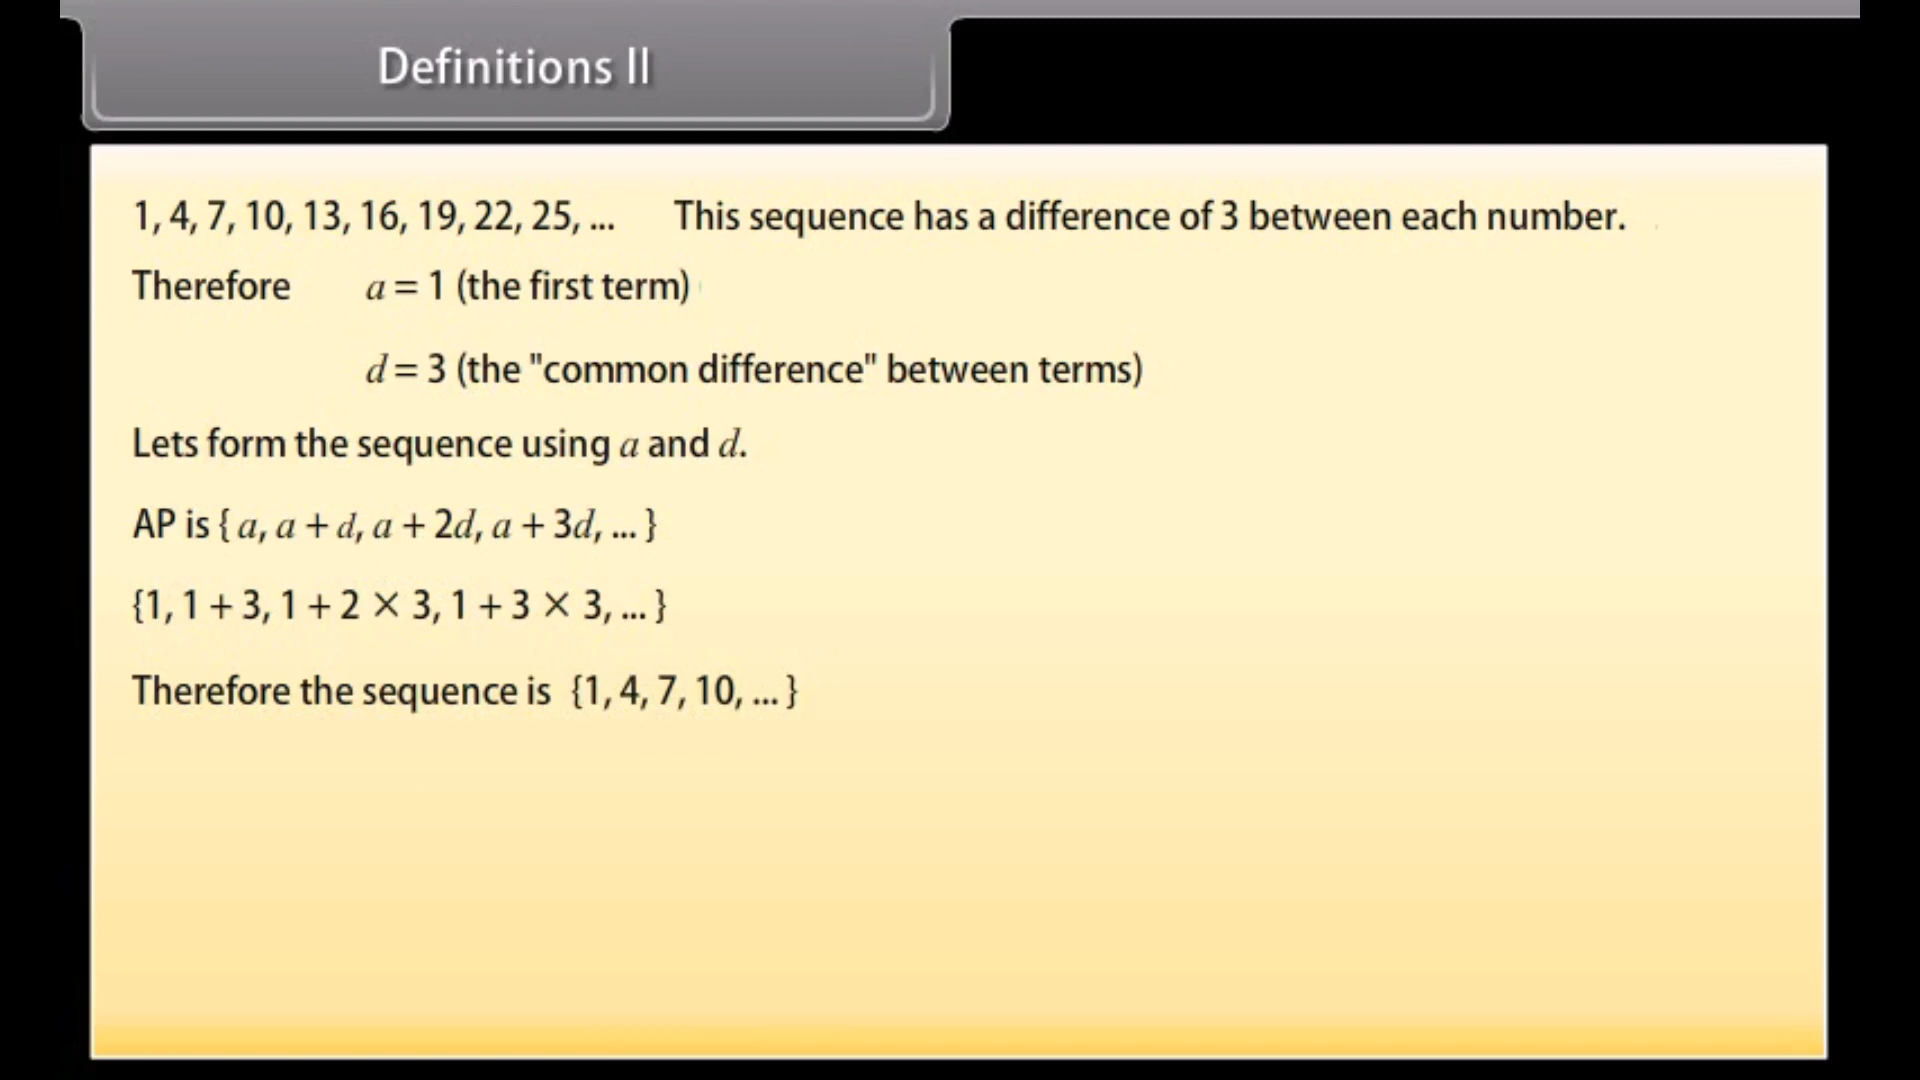 Definitions II
1, 4, 7, 10, 13, 16, 19, 22, 25, ... This sequence has a difference of 3 between each number.
Therefore a = 1 (the first term)
d = 3 (the "common difference" between terms)
Lets form the sequence using a and d.
AP is { a, a + d, a + 2d, a + 3d, ... }
{1, 1 + 3, 1 + 2 × 3, 1 + 3 × 3, ... }
Therefore the sequence is {1, 4, 7, 10, ... }